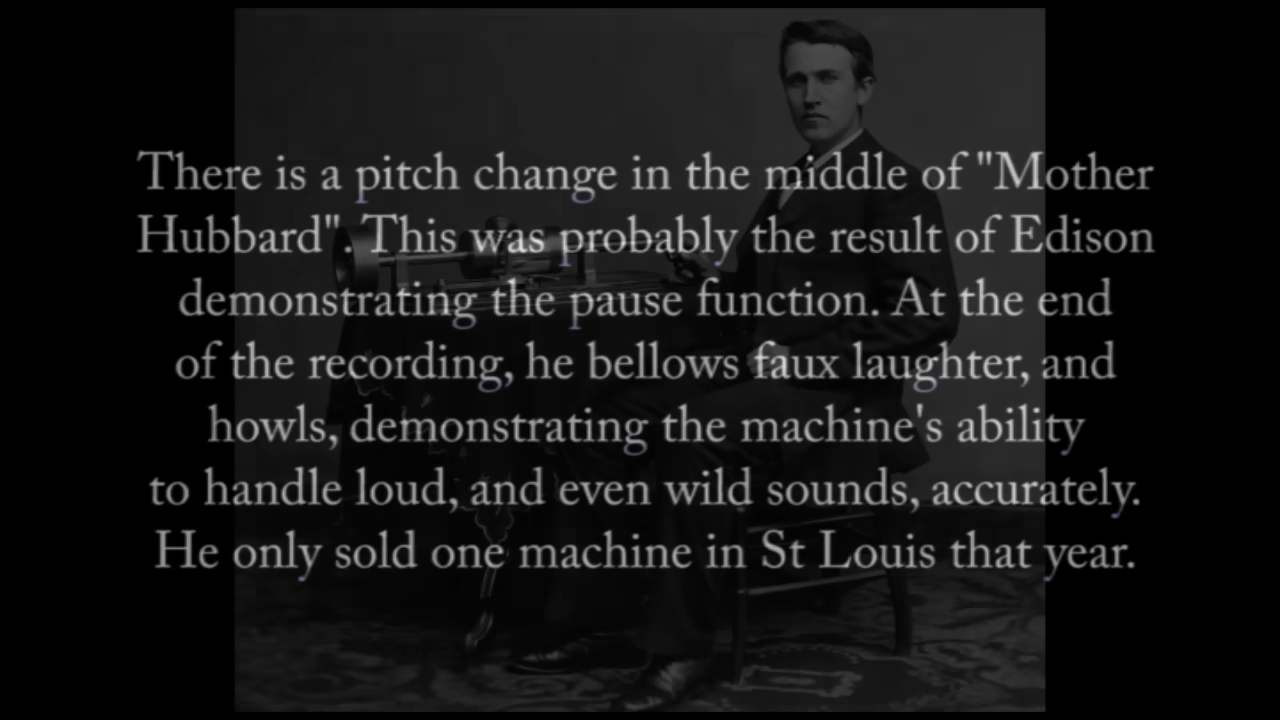 There is a pitch change in the middle of "Mother
Hubbard". This was probably the result of Edison
demonstrating the pause function. At the end
of the recording, he bellows faux laughter, and
howls, demonstrating the machine's ability
to handle loud, and even wild sounds, accurately.
He only sold one machine in St Louis that year.